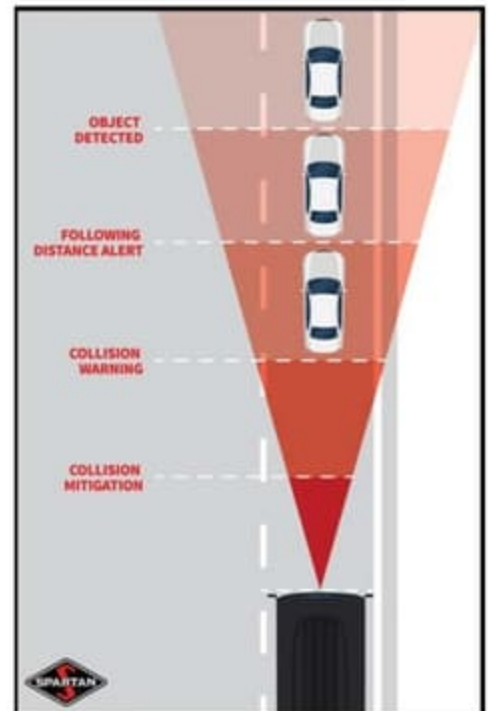 OBJECT
DETECTED
FOLLOWING
DISTANCE ALERT
COLLISION
WARNING
COLLISION
MITIGATION
SPARTAN